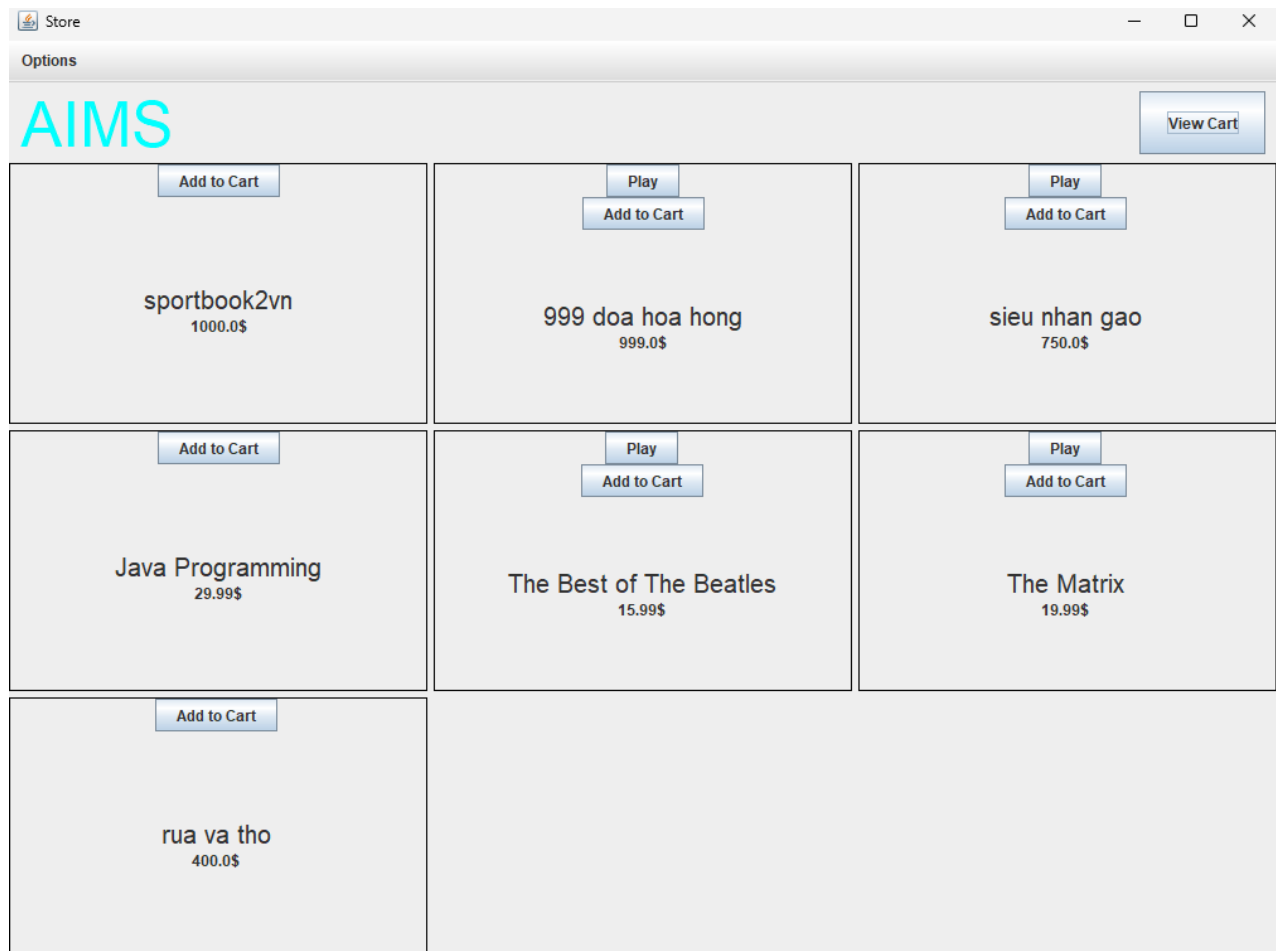 Store
Options
AIMS
View Cart
Add to Cart
sportbook2vn
1000.0$
Play
Add to Cart
999 doa hoa hong
999.0$
Play
Add to Cart
sieu nhan gao
750.0$
Add to Cart
Java Programming
29.99$
Play
Add to Cart
The Best of The Beatles
15.99$
Play
Add to Cart
The Matrix
19.99$
Add to Cart
rua va tho
400.0$